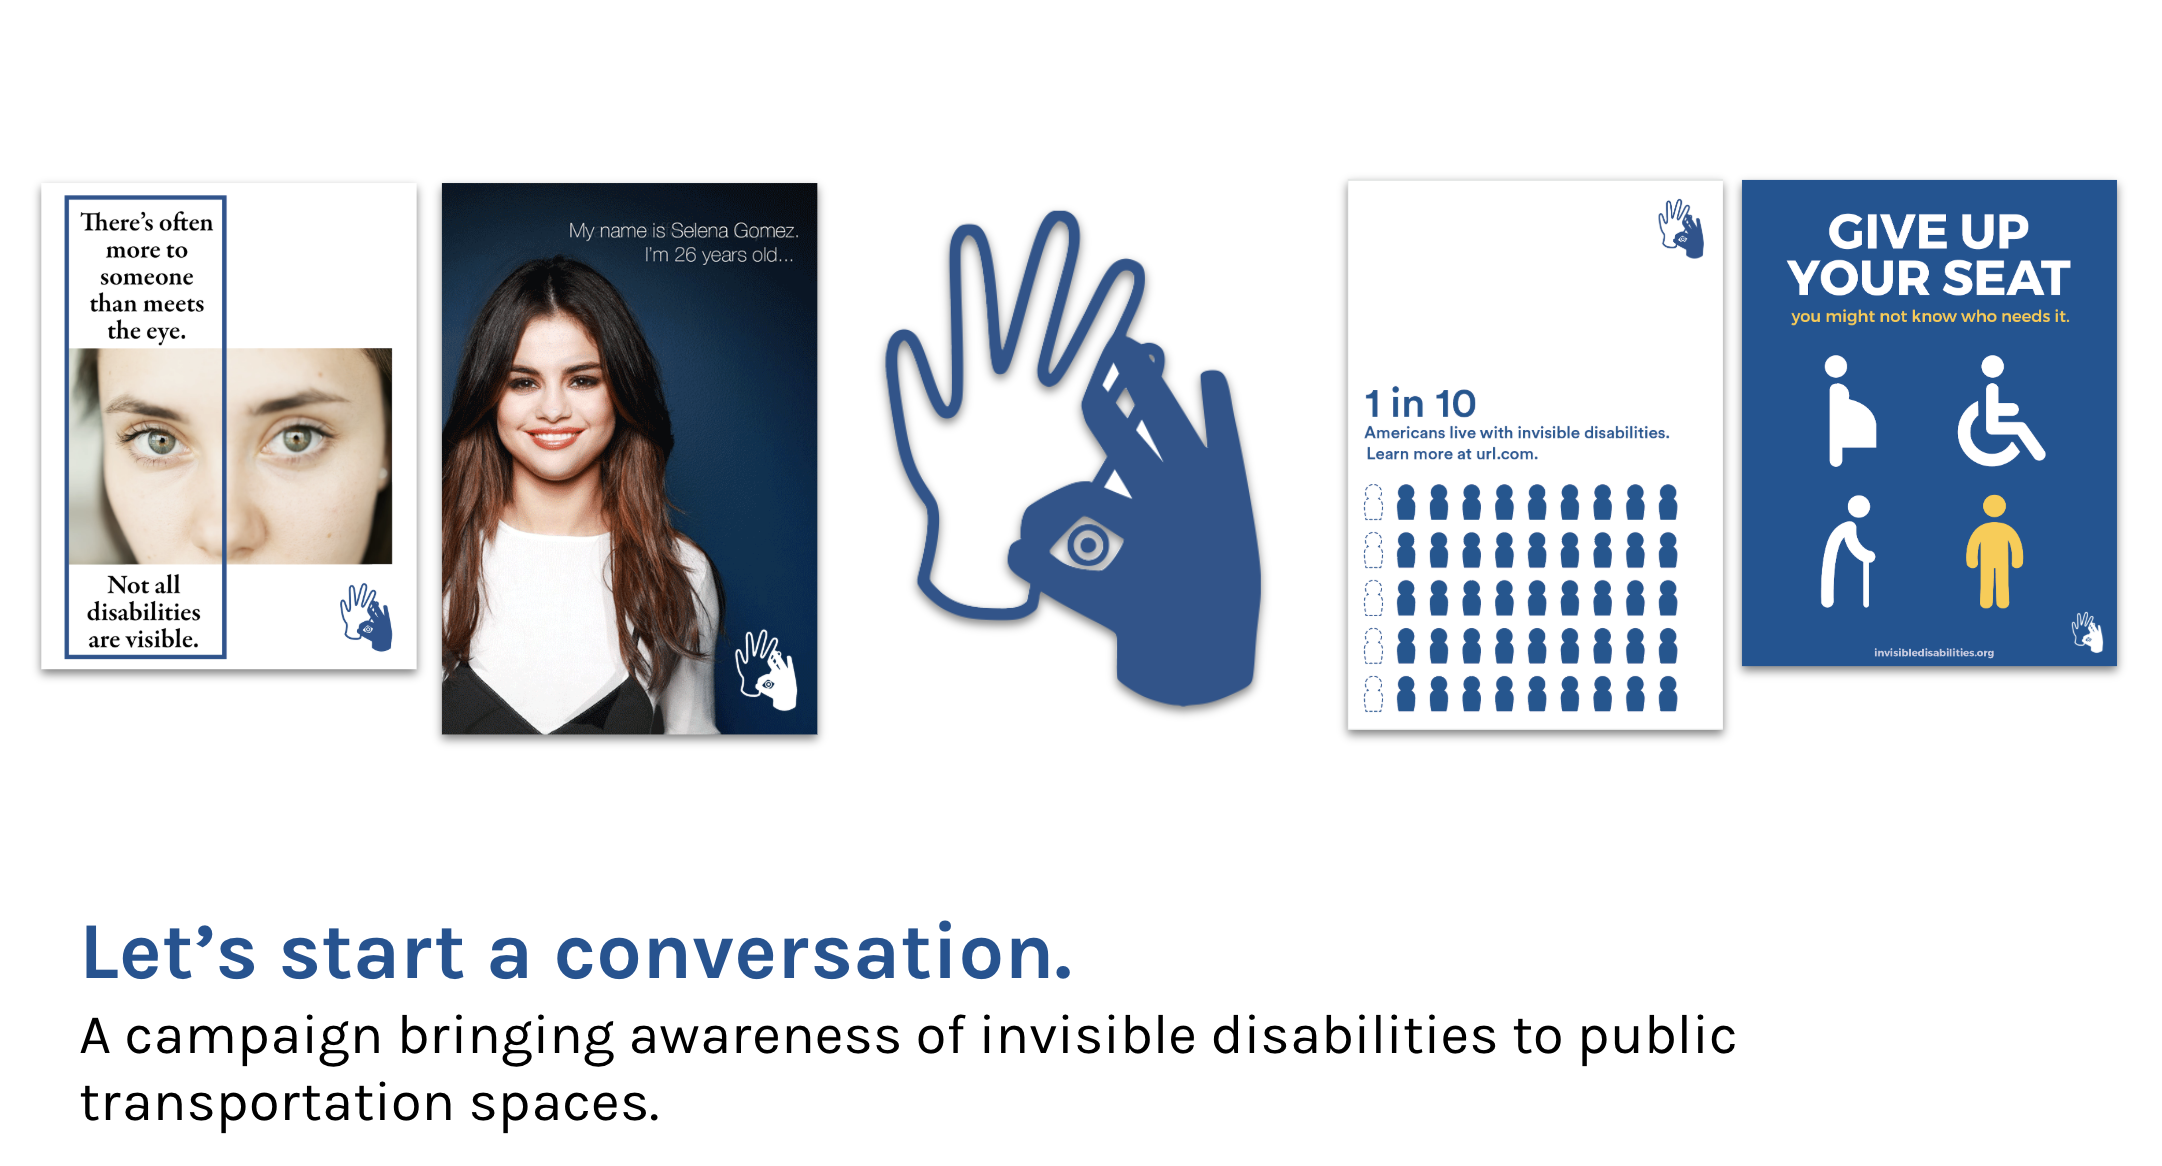 There’s often
more to
someone
than meets
the eye.
Not all
disabilities
are visible.
My name is Selena Gomez.
I'm 26 years old...
1 in 10
Americans live with invisible disabilities.
Learn more at url.com.
GIVE UP
YOUR SEAT
you might not know who needs it.
invisibledisabilities.org
Let’s start a conversation.
A campaign bringing awareness of invisible disabilities to public
transportation spaces.